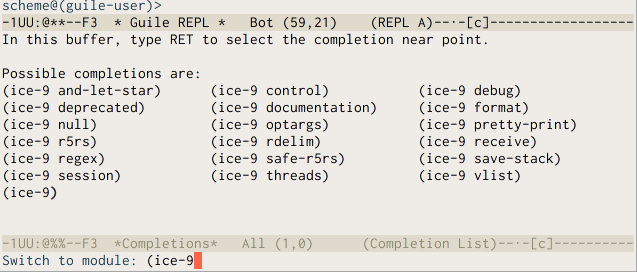 scheme@(guile-user)>
-1UU:@**--F3  * Guile REPL *   Bot (59,21)    (REPL A)--·-[c]-----------
In this buffer, type RET to select the completion near point.
Possible completions are:
(ice-9 and-let-star)     (ice-9 control)          (ice-9 debug)
(ice-9 deprecated)       (ice-9 documentation)    (ice-9 format)
(ice-9 null)             (ice-9 optargs)          (ice-9 pretty-print)
(ice-9 r5rs)             (ice-9 rdelim)           (ice-9 receive)
(ice-9 regex)            (ice-9 safe-r5rs)        (ice-9 save-stack)
(ice-9 session)          (ice-9 threads)          (ice-9 vlist)
(ice-9)
-1UU:@%%--F3  *Completions*   All (1,0)     (Completion List)--·-[c]----------
Switch to module: (ice-9